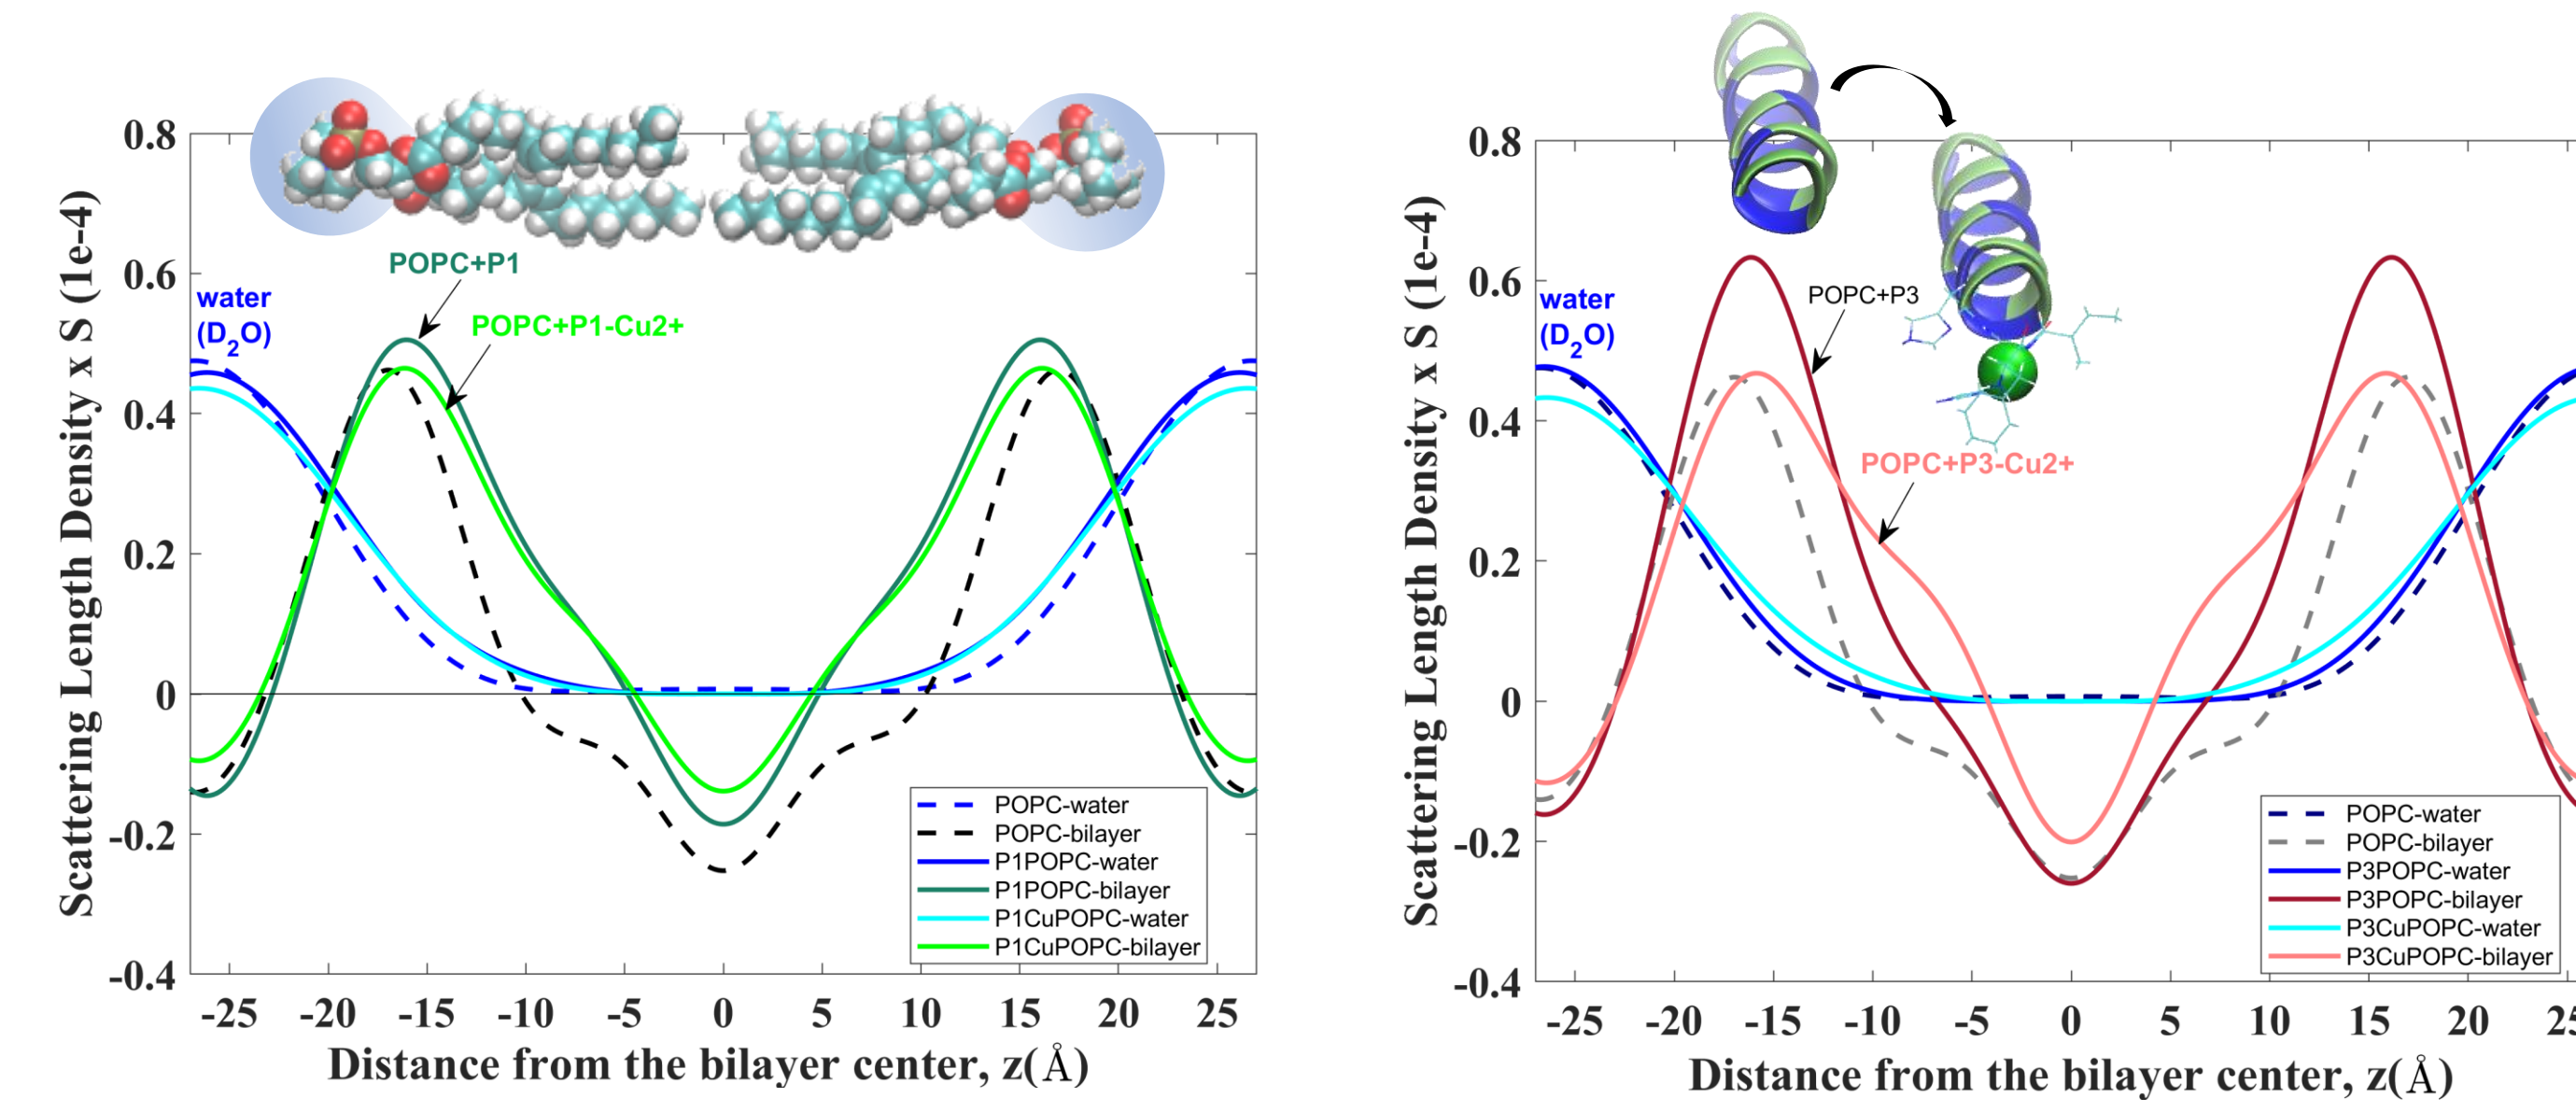 0.8
0.6
0.4
0.2
0
-0.2
-0.4
Scattering Length Density x S (1e-4)
POPC+P1
water
(D2O)
POPC+P1-Cu2+
POPC-water
POPC-bilayer
P1POPC-water
P1POPC-bilayer
P1CuPOPC-water
P1CuPOPC-bilayer
-25 -20 -15 -10 -5 0 5 10 15 20 25
Distance from the bilayer center, z(Å)
0.8
0.6
0.4
0.2
0
-0.2
-0.4
Scattering Length Density x S (1e-4)
water
(D2O)
POPC+P3
POPC+P3-Cu2+
POPC-water
POPC-bilayer
P3POPC-water
P3POPC-bilayer
P3CuPOPC-water
P3CuPOPC-bilayer
-25 -20 -15 -10 -5 0 5 10 15 20
Distance from the bilayer center, z(Å)